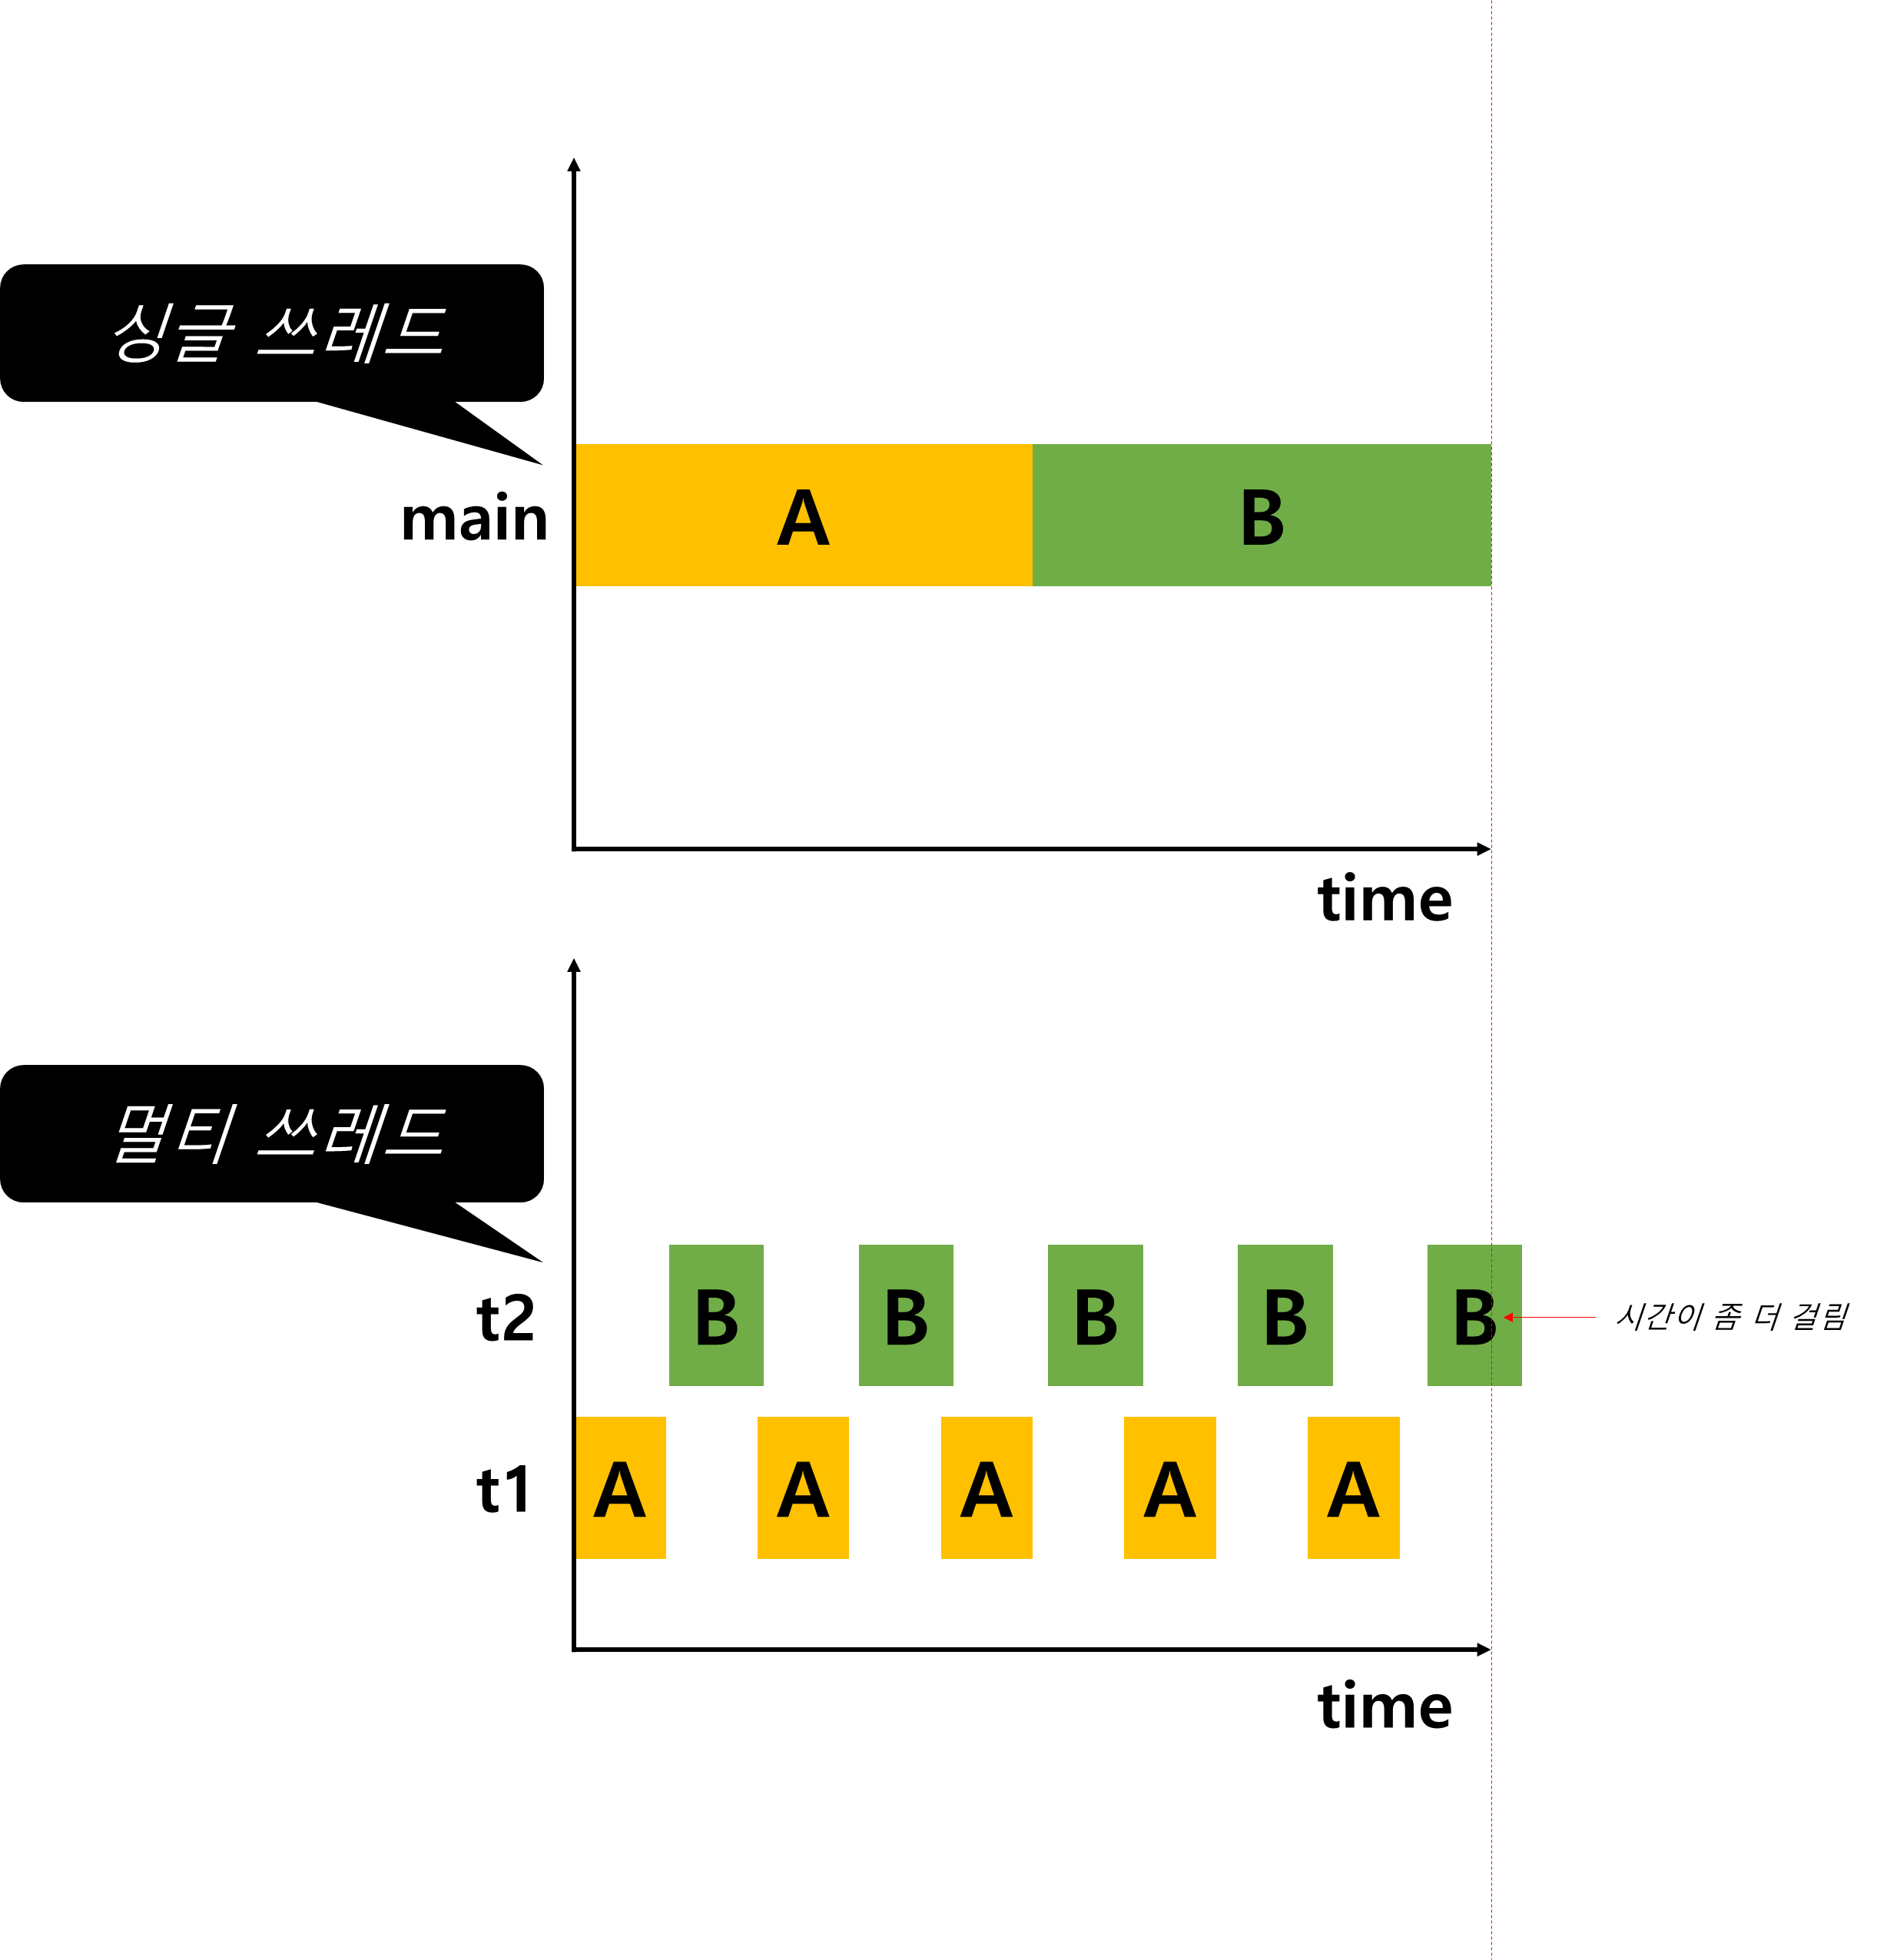 싱글 쓰레드
main
A B
time
멀티 쓰레드
t2
B B B B B
시간이 좀 더 걸림
t1
A A A A A
time